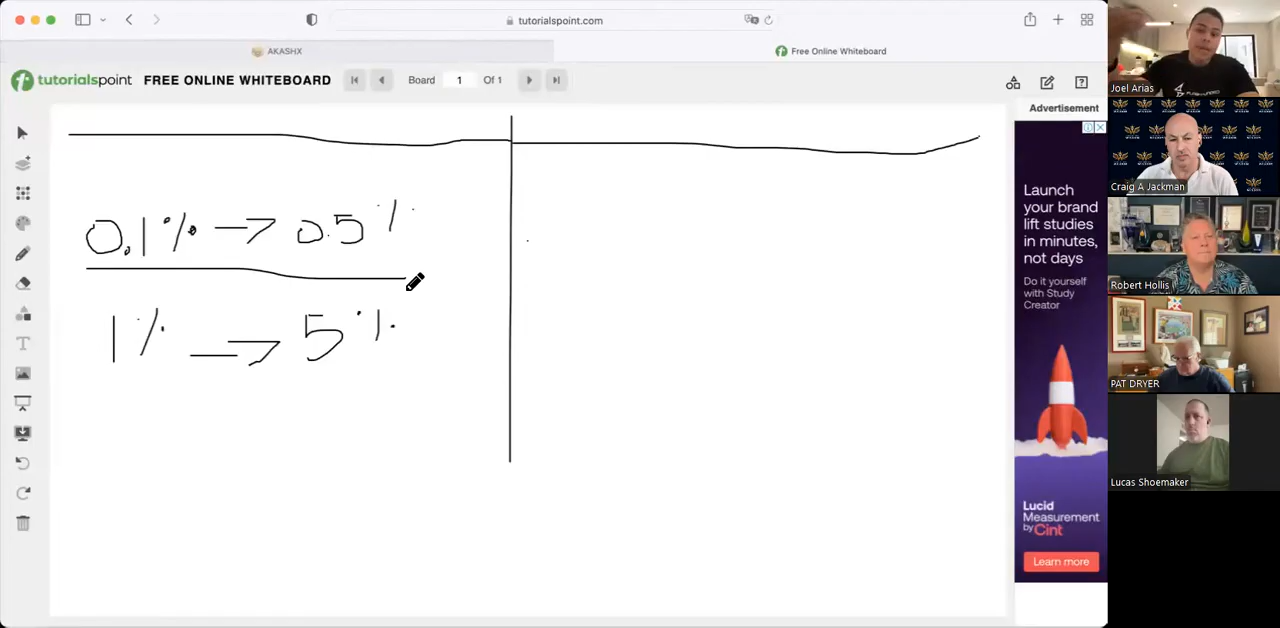 tutorialspoint.com
AKASHX
Free Online Whiteboard
tutorialspoint FREE ONLINE WHITEBOARD
Board 1 Of 1
Advertisement
0.1% → 0.5%
1% → 5%
Launch
your brand
lift studies
in minutes,
not days
Do it yourself
with Study
Creator
Lucid
Measurement
by Cint
Learn more
Joel Arias
Craig A Jackman
Robert Hollis
PAT DRYER
Lucas Shoemaker